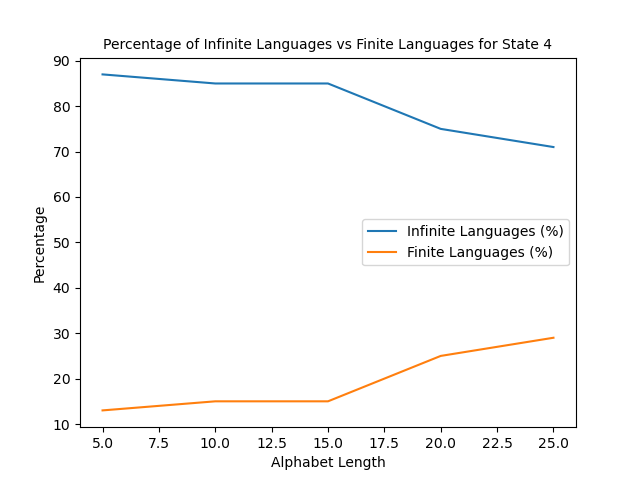 Percentage of Infinite Languages vs Finite Languages for State 4
90
80
70
60
50
40
30
20
10
Percentage
Infinite Languages (%)
Finite Languages (%)
5.0 7.5 10.0 12.5 15.0 17.5 20.0 22.5 25.0
Alphabet Length